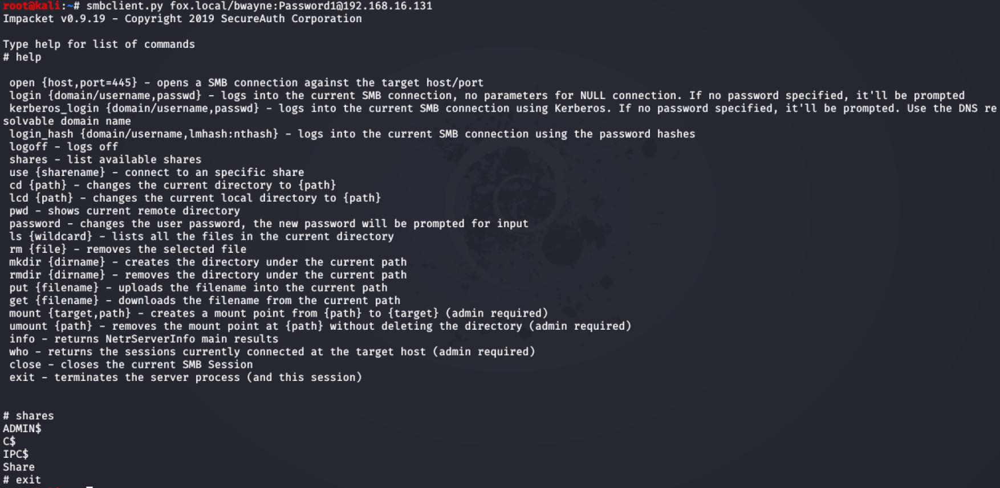 root@kali:~# smbclient.py fox.local/bwayne:Password1@192.168.16.131
Impacket v0.9.19 - Copyright 2019 SecureAuth Corporation
Type help for list of commands
# help
open {host,port=445} - opens a SMB connection against the target host/port
login {domain/username,passwd} - logs into the current SMB connection, no parameters for NULL connection. If no password specified, it'll be prompted
kerberos_login {domain/username,passwd} - logs into the current SMB connection using Kerberos. If no password specified, it'll be prompted. Use the DNS re
solvable domain name
login_hash {domain/username,lmhash:nthash} - logs into the current SMB connection using the password hashes
logoff - logs off
shares - list available shares
use {sharename} - connect to an specific share
cd {path} - changes the current directory to {path}
lcd {path} - changes the current local directory to {path}
pwd - shows current remote directory
password - changes the user password, the new password will be prompted for input
ls {wildcard} - lists all the files in the current directory
rm {file} - removes the selected file
mkdir {dirname} - creates the directory under the current path
rmdir {dirname} - removes the directory under the current path
put {filename} - uploads the filename into the current path
get {filename} - downloads the filename from the current path
mount {target,path} - creates a mount point from {path} to {target} (admin required)
umount {path} - removes the mount point at {path} without deleting the directory (admin required)
info - returns NetrServerInfo main results
who - returns the sessions currently connected at the target host (admin required)
close - closes the current SMB Session
exit - terminates the server process (and this session)
# shares
ADMIN$
C$
IPC$
Share
# exit